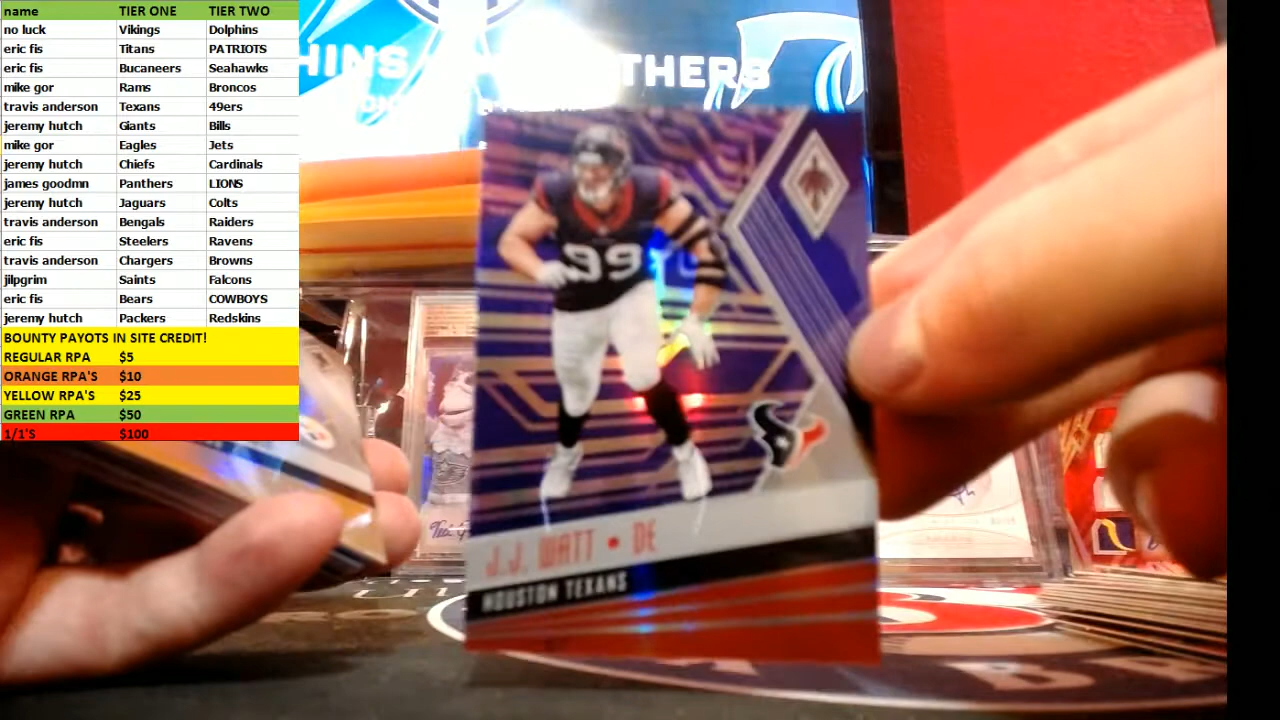 name TIER ONE TIER TWO
no luck Vikings Dolphins
eric fis Titans PATRIOTS
eric fis Bucaneers Seahawks
mike gor Rams Broncos
travis anderson Texans 49ers
jeremy hutch Giants Bills
mike gor Eagles Jets
jeremy hutch Chiefs Cardinals
james goodmn Panthers LIONS
jeremy hutch Jaguars Colts
travis anderson Bengals Raiders
eric fis Steelers Ravens
travis anderson Chargers Browns
jilpgrim Saints Falcons
eric fis Bears COWBOYS
jeremy hutch Packers Redskins
BOUNTY PAYOTS IN SITE CREDIT!
REGULAR RPA $5
ORANGE RPA'S $10
YELLOW RPA'S $25
GREEN RPA $50
1/1'S $100
HINS THERS
99
J.J. WATT • DE
HOUSTON TEXANS